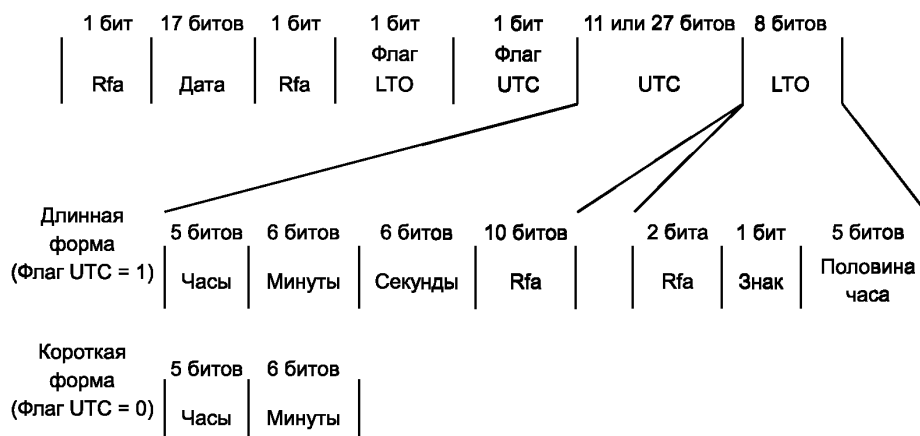 1 бит 17 битов 1 бит 1 бит 1 бит 11 или 27 битов 8 битов
Флаг Флаг
Rfa Дата Rfa LTO UTC UTC LTO
Длинная
форма
(Флаг UTC = 1)
5 битов 6 битов 6 битов 10 битов 2 бита 1 бит 5 битов
Часы Минуты Секунды Rfa Rfa Знак Половина
часа
Короткая
форма
(Флаг UTC = 0)
5 битов 6 битов
Часы Минуты